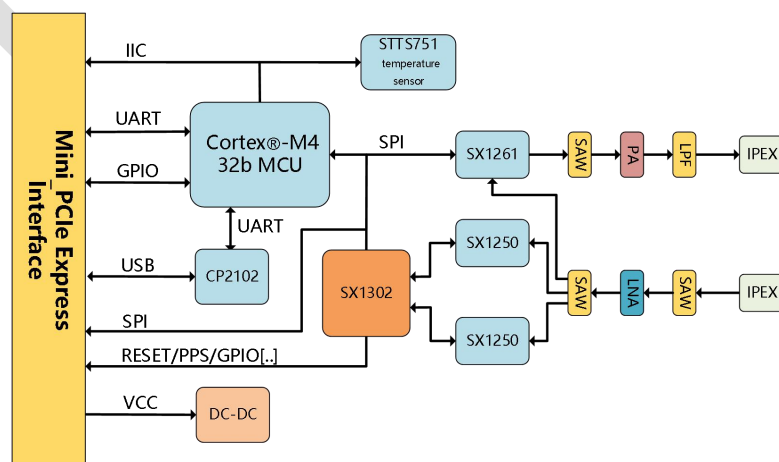 IIC
STTS751
temperature
sensor
UART
Cortex®-M4
32b MCU
SPI
SX1261
SAW
PA
LPF
IPEX
Mini_PCIe Express
Interface
GPIO
UART
SX1250
USB
CP2102
SX1302
SAW
LNA
SAW
IPEX
SPI
SX1250
RESET/PPS/GPIO[..]
VCC
DC-DC